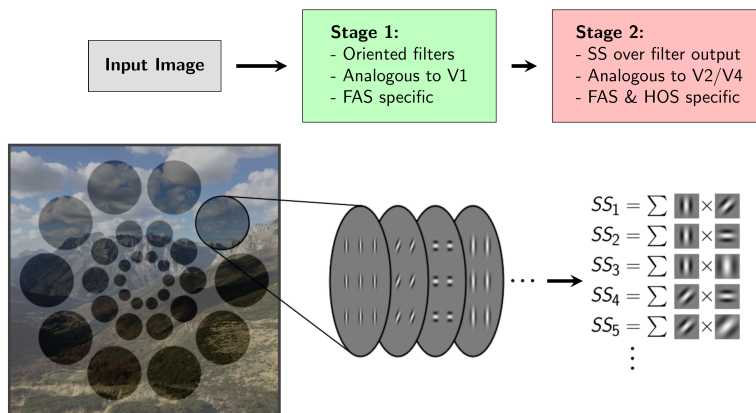 Input Image
Stage 1:
- Oriented filters
- Analogous to V1
- FAS specific
Stage 2:
- SS over filter output
- Analogous to V2/V4
- FAS & HOS specific
SS₁ = ∑ ×
SS₂ = ∑ ×
SS₃ = ∑ ×
SS₄ = ∑ ×
SS₅ = ∑ ×